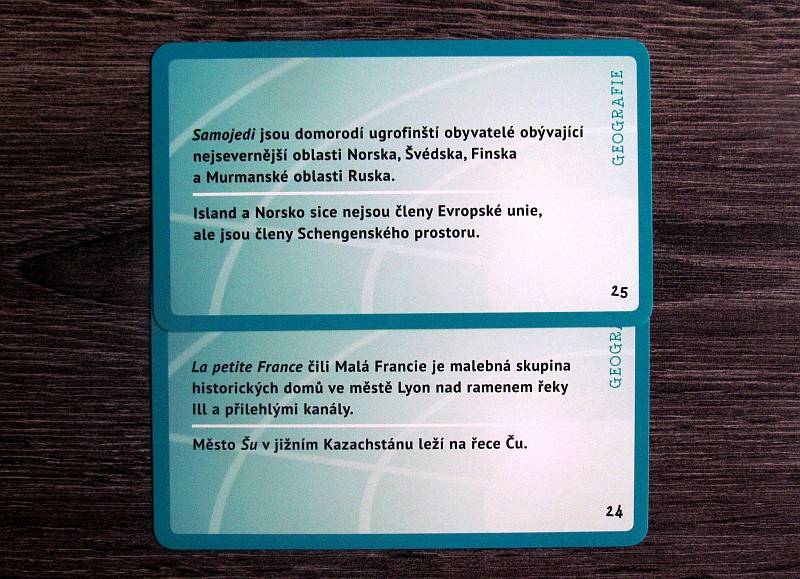 GEOGRAFIE
Samojedi jsou domorodí ugrofinští obyvatelé obývající
nejsevernější oblasti Norska, Švédska, Finska
a Murmanské oblasti Ruska.
Island a Norsko sice nejsou členy Evropské unie,
ale jsou členy Schengenského prostoru.
25
GEOGRA
La petite France čili Malá Francie je malebná skupina
historických domů ve městě Lyon nad ramenem řeky
Ill a přilehlými kanály.
Město Šu v jižním Kazachstánu leží na řece Ču.
24